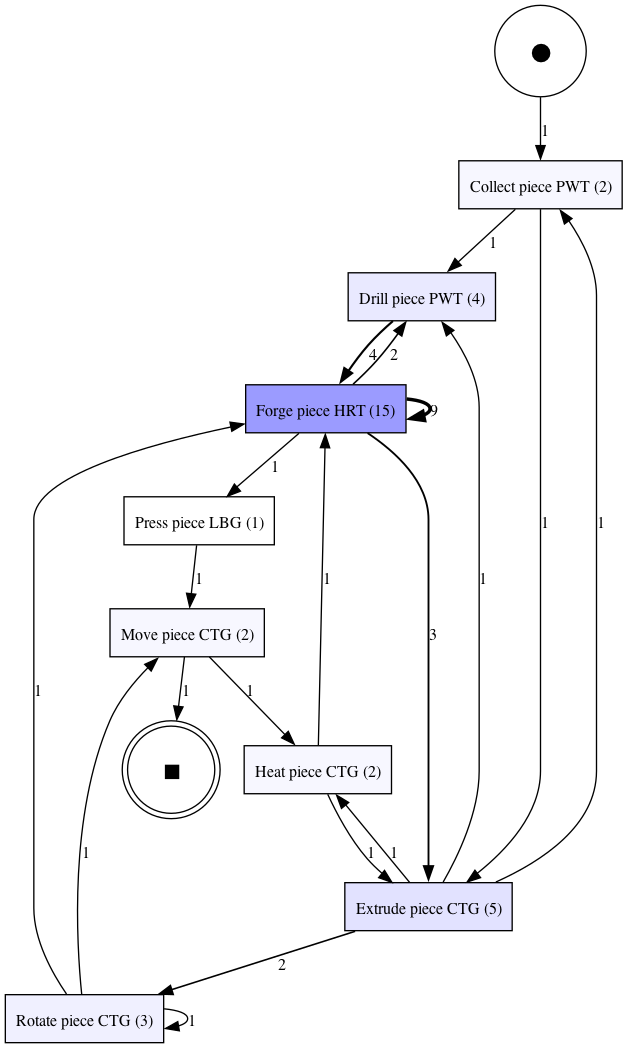 1
Collect piece PWT (2)
1
Drill piece PWT (4)
4
2
Forge piece HRT (15)
9
1
Press piece LBG (1)
1
1
1
1
1
Move piece CTG (2)
3
1
1
1
Heat piece CTG (2)
1
1
1
Extrude piece CTG (5)
2
Rotate piece CTG (3)
1